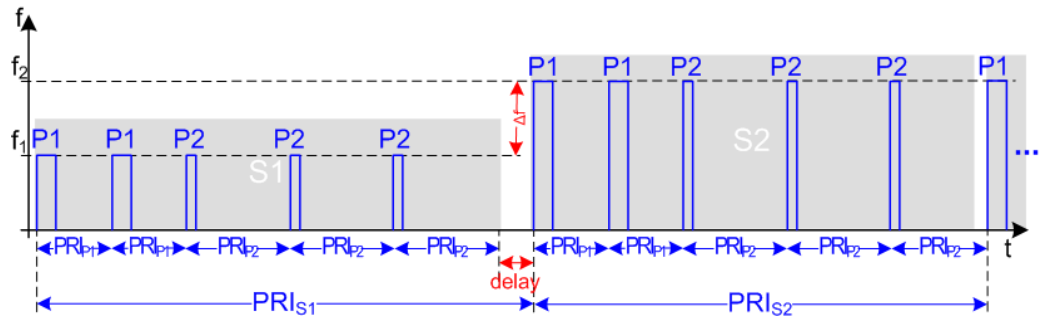 f
f2
P1 P1 P2 P2 P2 P1
Δf
P1 P1 P2 P2 P2
f1
S1
S2
...
PRIP1 PRIP1 PRIP2 PRIP2 PRIP2
PRIP1 PRIP1 PRIP2 PRIP2 PRIP2
t
delay
PRIS1
PRIS2